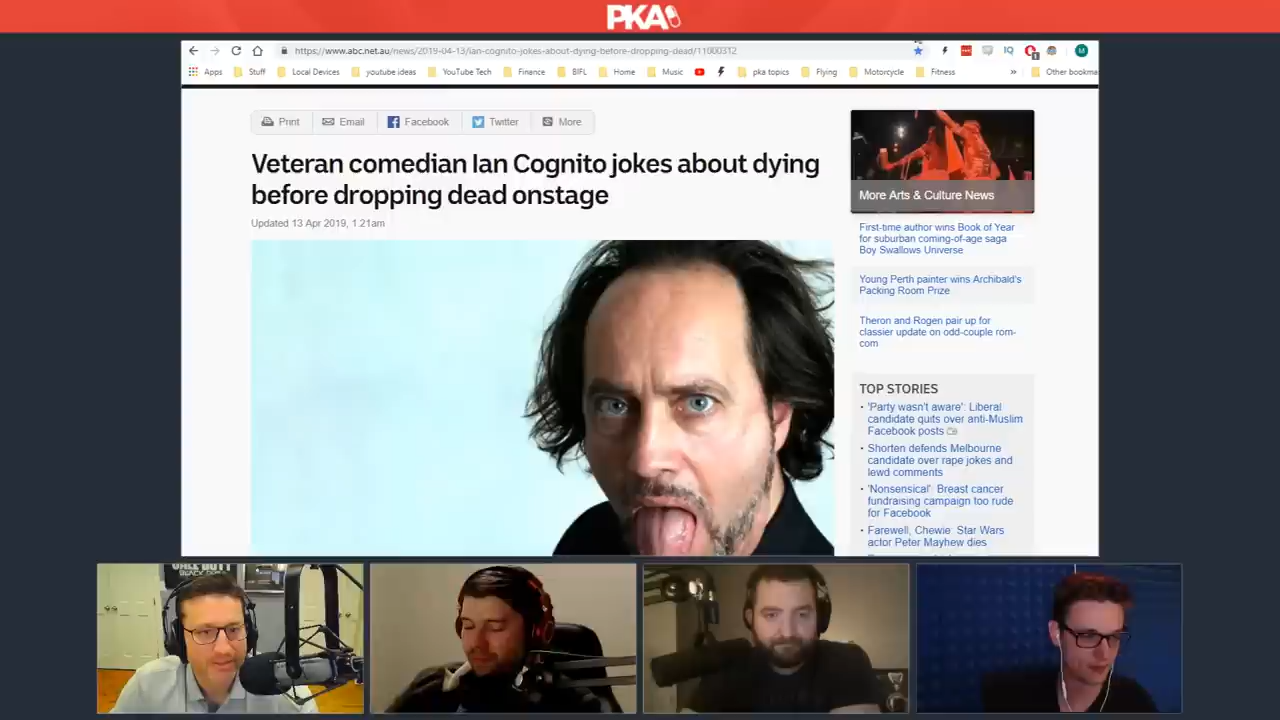 PKA
https://www.abc.net.au/news/2019-04-13/ian-cognito-jokes-about-dying-before-dropping-dead/11000312
IQ
1
M
Apps
Stuff
Local Devices
youtube ideas
YouTube Tech
Finance
BIFL
Home
Music
pka topics
Flying
Motorcycle
Fitness
»
Other bookma
Print
Email
Facebook
Twitter
More
Veteran comedian Ian Cognito jokes about dying
before dropping dead onstage
Updated 13 Apr 2019, 1.21am
More Arts & Culture News
First-time author wins Book of Year
for suburban coming-of-age saga
Boy Swallows Universe
Young Perth painter wins Archibald's
Packing Room Prize
Theron and Rogen pair up for
classier update on odd-couple rom-
com
TOP STORIES
'Party wasn't aware': Liberal
candidate quits over anti-Muslim
Facebook posts
Shorten defends Melbourne
candidate over rape jokes and
lewd comments
'Nonsensical': Breast cancer
fundraising campaign too rude
for Facebook
Farewell, Chewie: Star Wars
actor Peter Mayhew dies
CALL OF DUTY
BLACK OPS